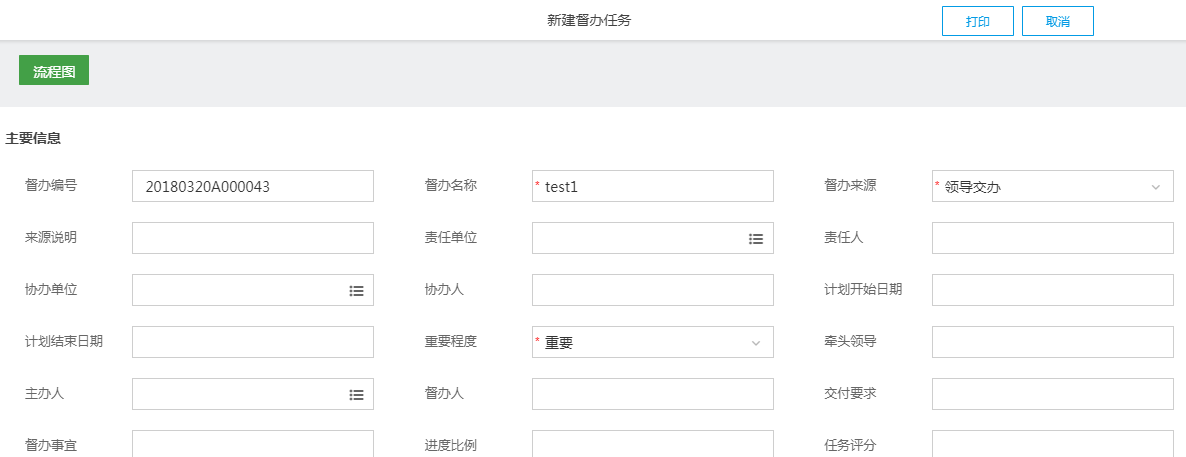 新建督办任务 打印 取消
流程图
主要信息
督办编号 20180320A000043 督办名称 * test1 督办来源 * 领导交办
来源说明 责任单位 责任人
协办单位 协办人 计划开始日期
计划结束日期 重要程度 * 重要 牵头领导
主办人 督办人 交付要求
督办事宜 进度比例 任务评分